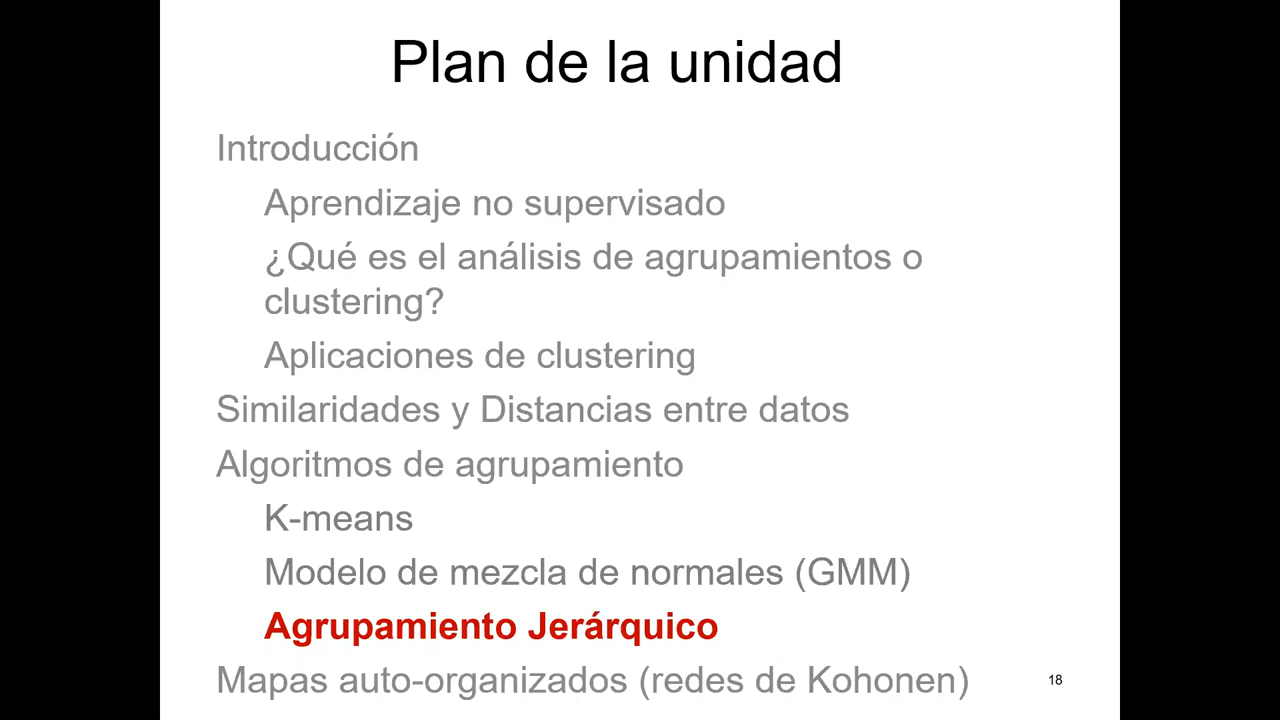 Plan de la unidad
Introducción
Aprendizaje no supervisado
¿Qué es el análisis de agrupamientos o
clustering?
Aplicaciones de clustering
Similaridades y Distancias entre datos
Algoritmos de agrupamiento
K-means
Modelo de mezcla de normales (GMM)
Agrupamiento Jerárquico
Mapas auto-organizados (redes de Kohonen)
18